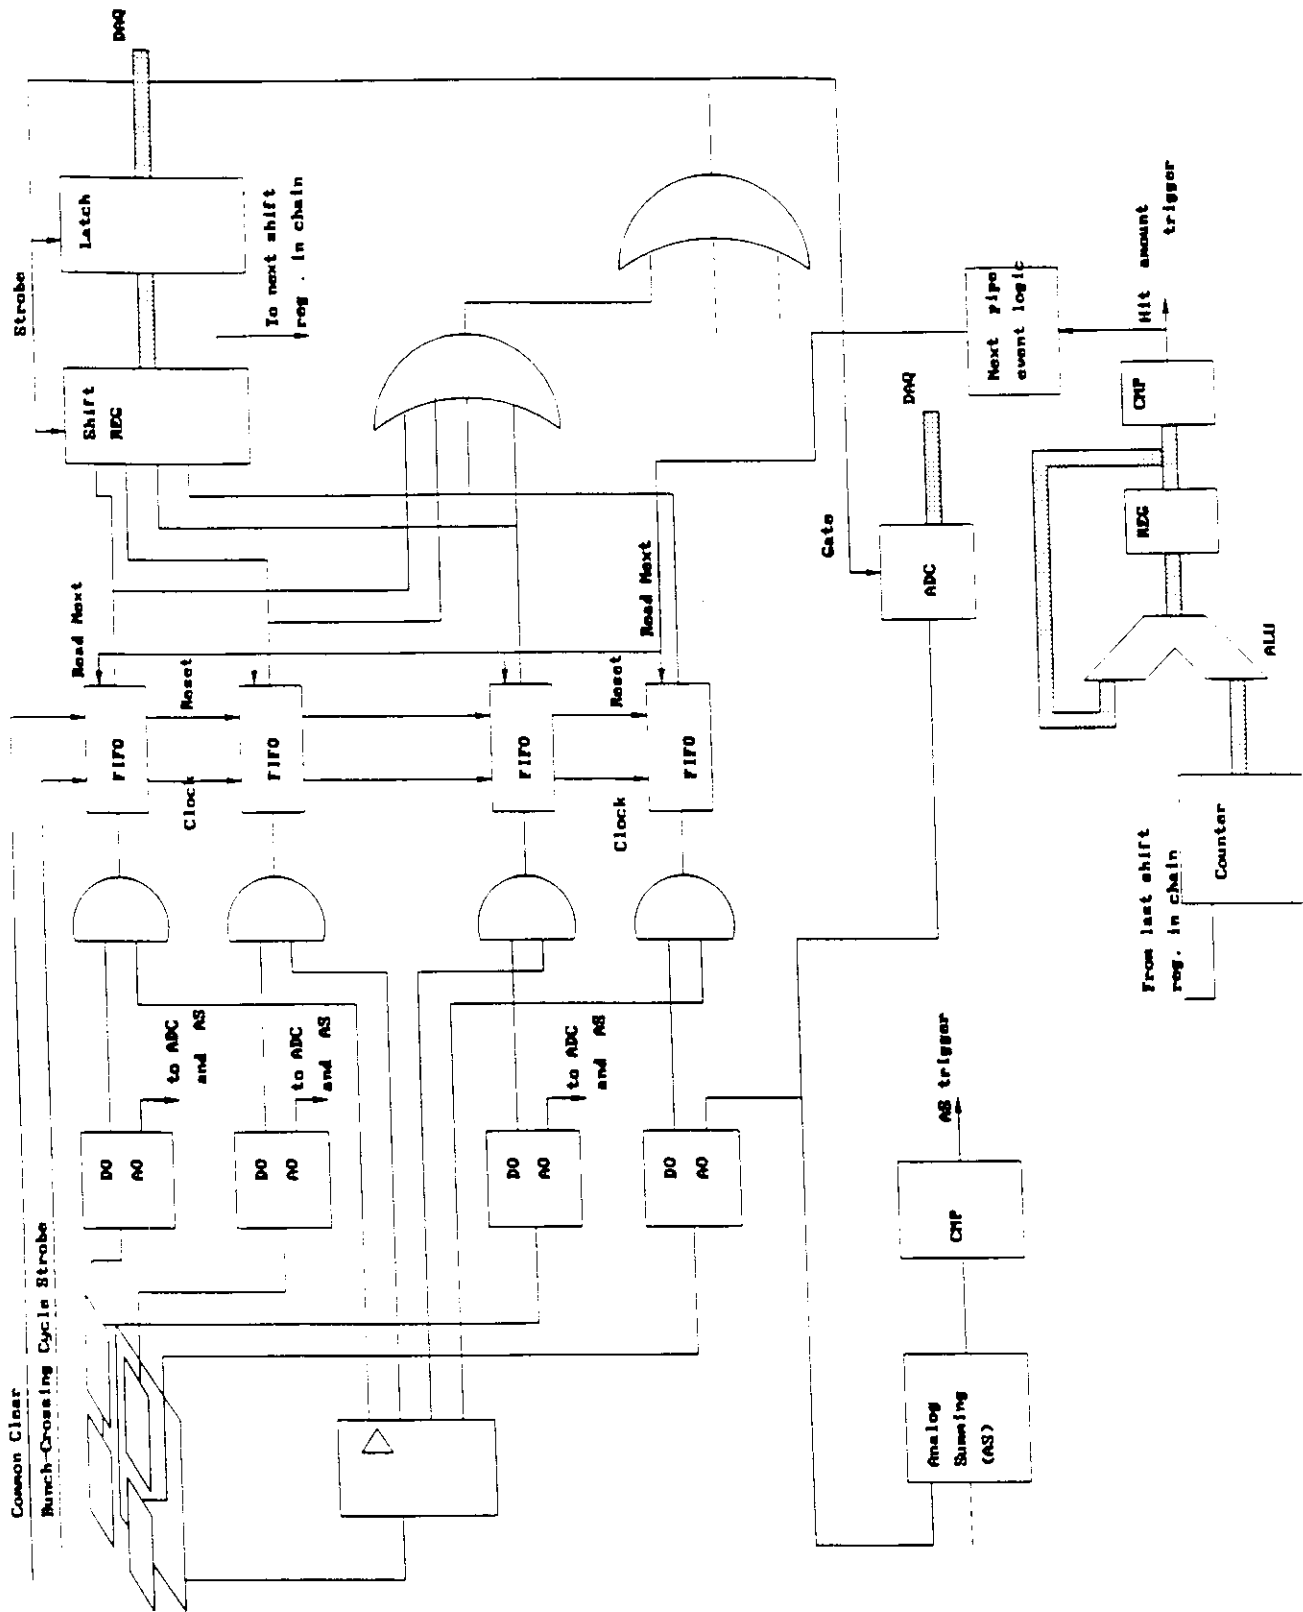 Common Clear
Bunch-Crossing Cycle Strobe
DO
AO
to ADC
and AS
DO
AO
to ADC
and AS
DO
AO
to ADC
and AS
DO
AO
FIFO
Clock
Reset
Read Next
FIFO
FIFO
Clock
Reset
Read Next
FIFO
Strobe
Shift
REG
Latch
DAQ
To next shift
reg . in chain
Gate
ADC
DAQ
Next pipe
event logic
Hit amount
trigger
Analog
Summing
(AS)
CMP
AS trigger
From last shift
reg. in chain
Counter
ALU
REG
CMP